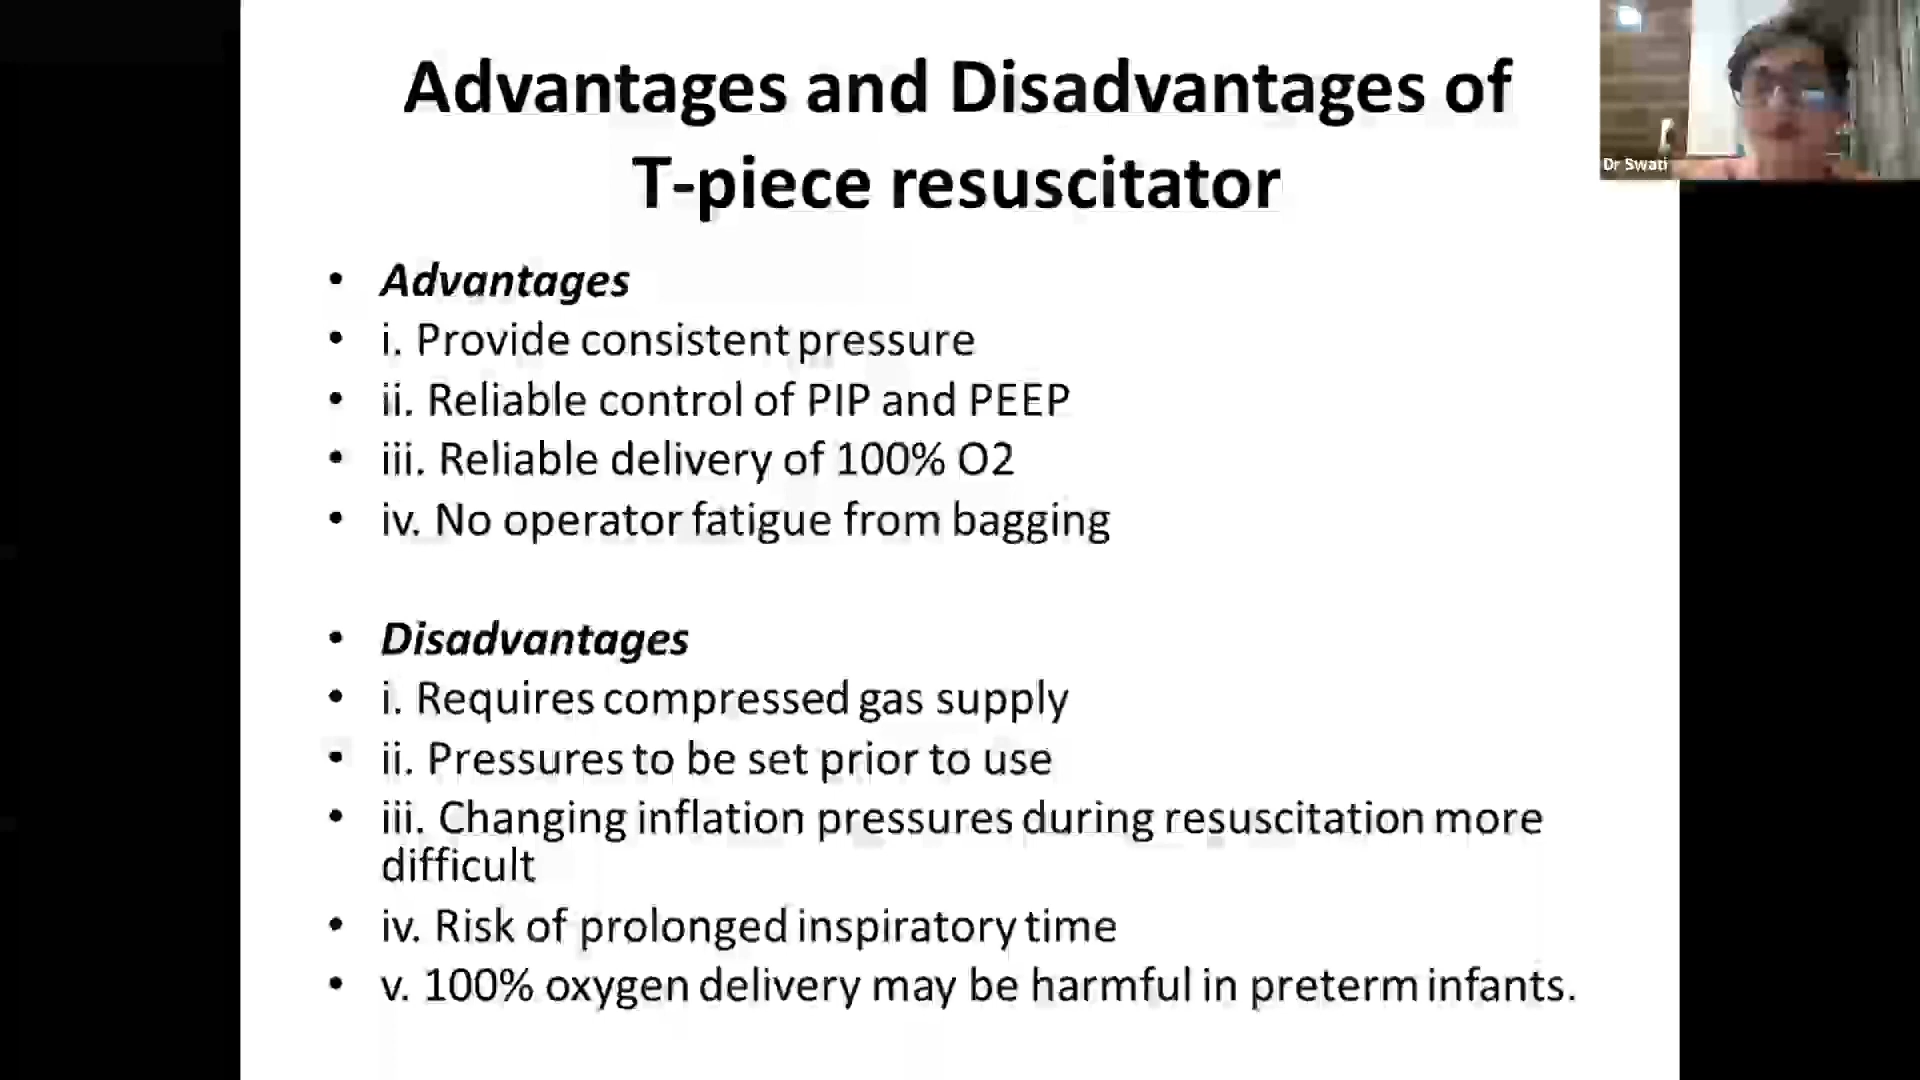 Advantages and Disadvantages of
T-piece resuscitator
Dr Swati
• Advantages
• i. Provide consistent pressure
• ii. Reliable control of PIP and PEEP
• iii. Reliable delivery of 100% O2
• iv. No operator fatigue from bagging
• Disadvantages
• i. Requires compressed gas supply
• ii. Pressures to be set prior to use
• iii. Changing inflation pressures during resuscitation more
difficult
• iv. Risk of prolonged inspiratory time
• v. 100% oxygen delivery may be harmful in preterm infants.